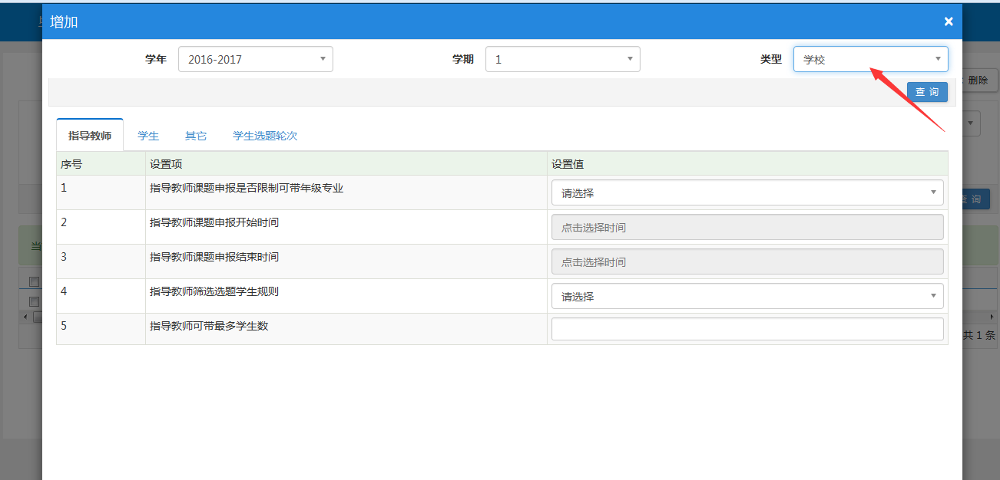 增加
×
学年 2016-2017 学期 1 类型 学校
删除
查 询
指导教师 学生 其它 学生选题轮次
序号 设置项 设置值
1 指导教师课题申报是否限制可带年级专业 请选择
查 询
2 指导教师课题申报开始时间 点击选择时间
当
3 指导教师课题申报结束时间 点击选择时间
4 指导教师筛选选题学生规则 请选择
5 指导教师可带最多学生数
共 1 条